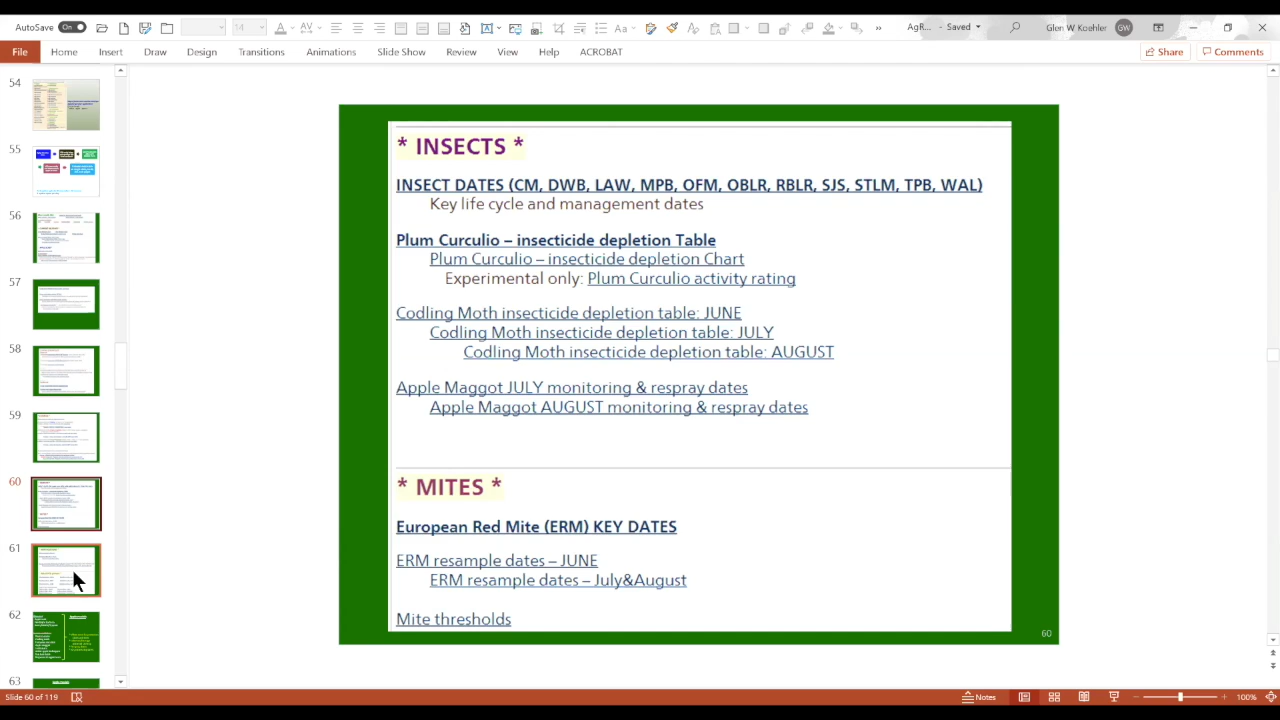 AutoSave On
14
AgR... - Saved
Glen W Koehler
GW
File Home Insert Draw Design Transitions Animations Slide Show Review View Help ACROBAT
Share Comments
54
55
56
57
58
59
60
61
62
63
* INSECTS *
INSECT DATES CM, DWB, LAW, MPB, OFM, RBLR, SJS, STLM, TPB, WAL)
Key life cycle and management dates
Plum Curculio – insecticide depletion Table
Plum Curculio – insecticide depletion Chart
Experimental only: Plum Curculio activity rating
Codling Moth insecticide depletion table: JUNE
Codling Moth insecticide depletion table: JULY
Codling Moth insecticide depletion table: AUGUST
Apple Maggot JULY monitoring & respray dates
Apple Maggot AUGUST monitoring & respray dates
* MITES
European Red Mite (ERM) KEY DATES
ERM resample dates – JUNE
ERM resample dates – July&August
Mite thresholds
60
Slide 60 of 119
Notes
100%